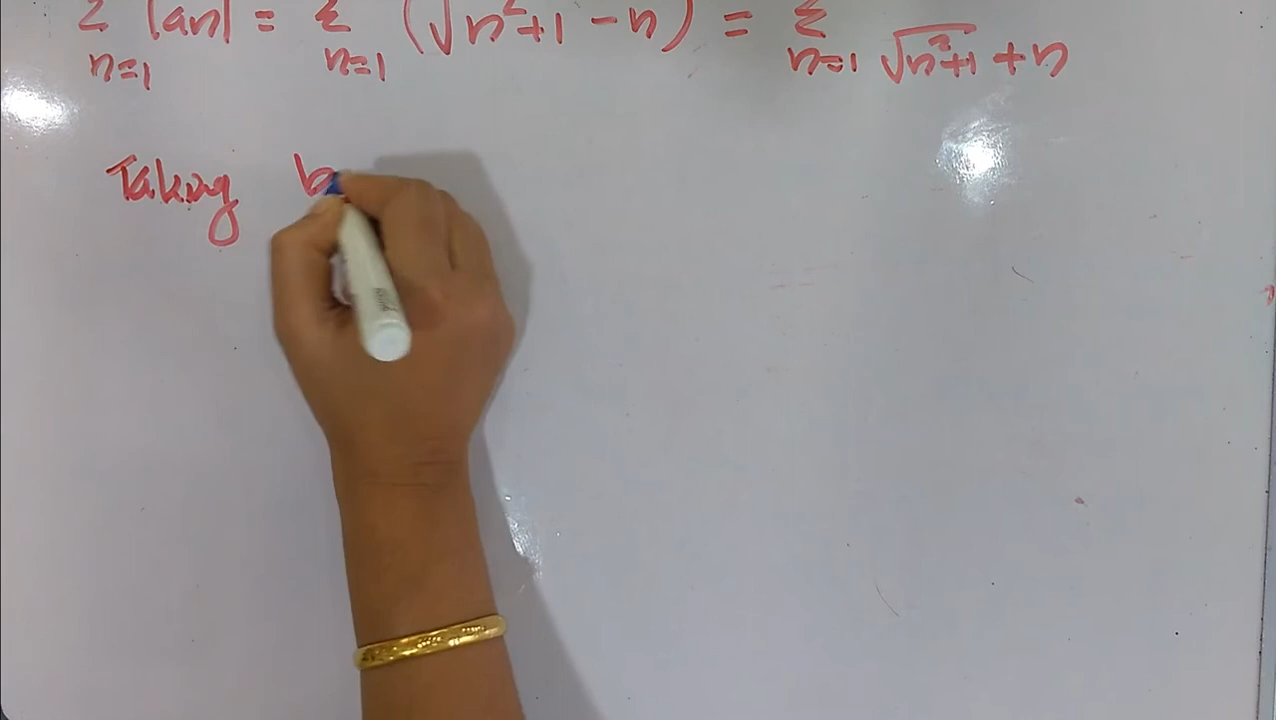 Σ |an| = Σ (√n²+1 - n) = Σ
n=1 n=1 n=1 √n²+1 + n
Taking b